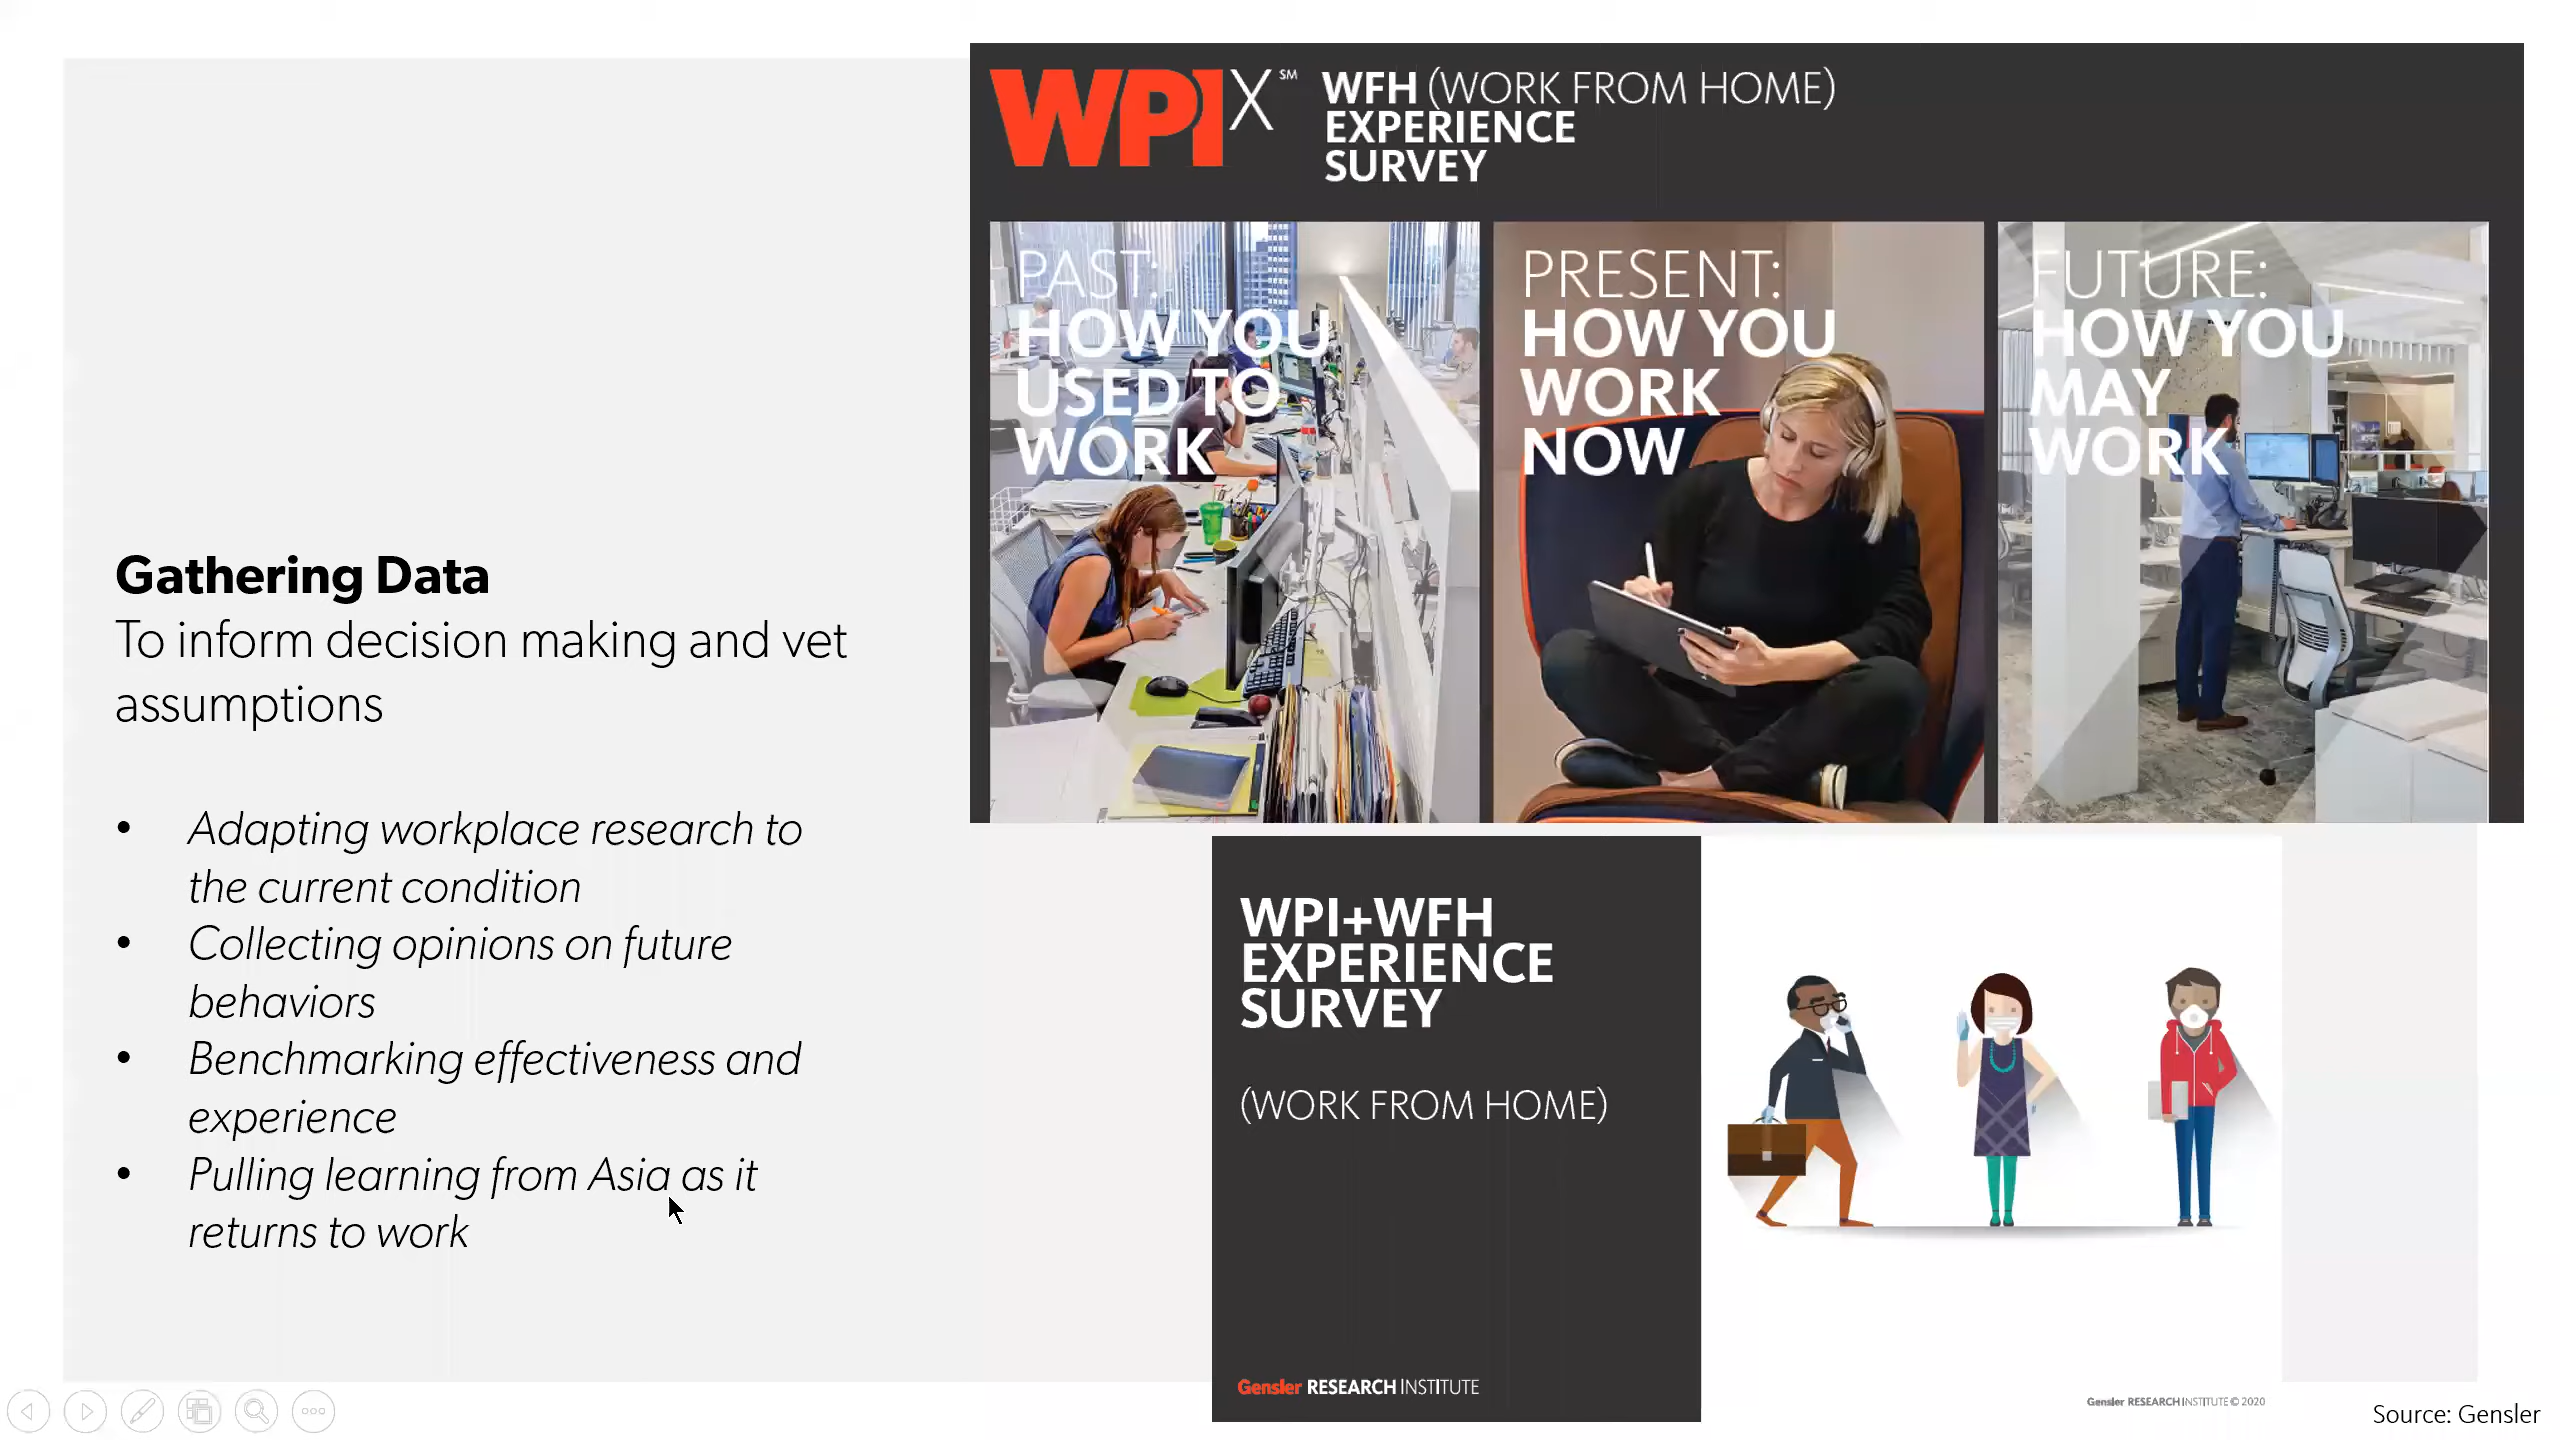 Gathering Data
To inform decision making and vet
assumptions
• Adapting workplace research to
the current condition
• Collecting opinions on future
behaviors
• Benchmarking effectiveness and
experience
• Pulling learning from Asia as it
returns to work
WPIX℠
WFH (WORK FROM HOME)
EXPERIENCE
SURVEY
PAST:
HOW YOU
USED TO
WORK
PRESENT:
HOW YOU
WORK
NOW
FUTURE:
HOW YOU
MAY
WORK
WPI+WFH
EXPERIENCE
SURVEY
(WORK FROM HOME)
Gensler RESEARCH INSTITUTE
Gensler RESEARCH INSTITUTE © 2020
Source: Gensler